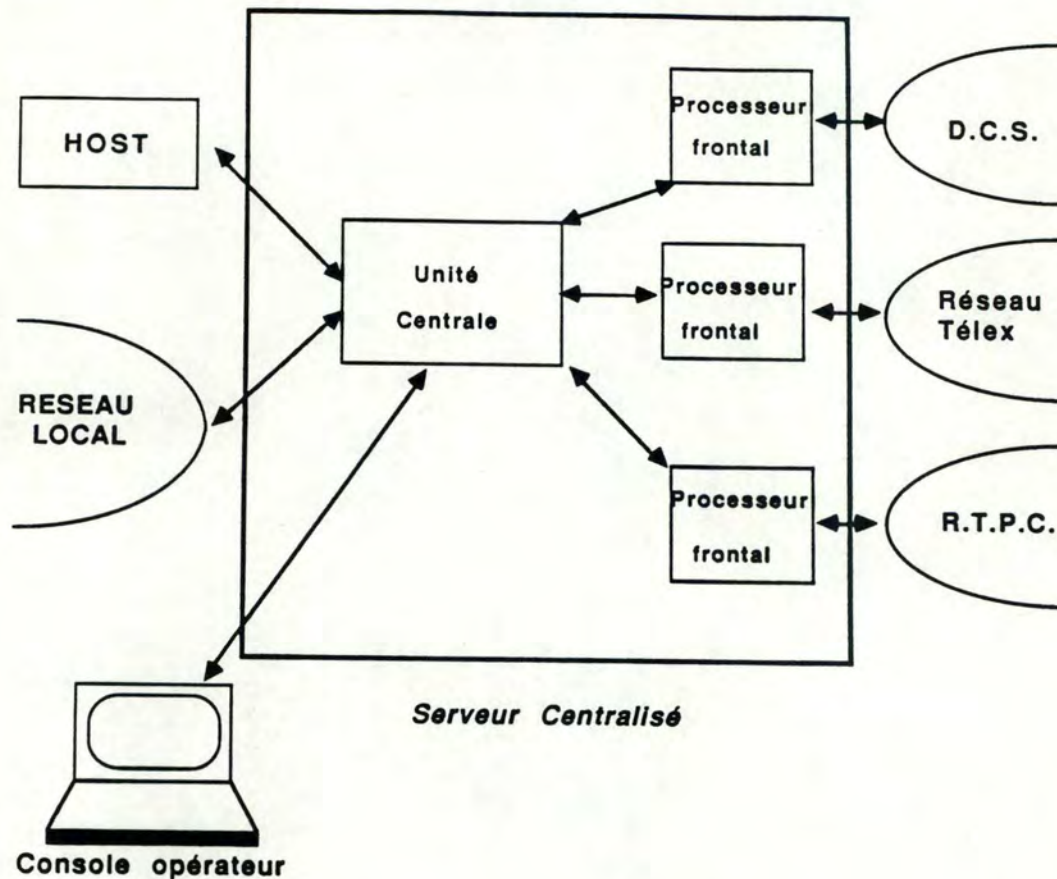 HOST
Processeur
frontal
D.C.S.
Unité
Centrale
Processeur
frontal
Réseau
Télex
RESEAU
LOCAL
Processeur
frontal
R.T.P.C.
Serveur Centralisé
Console opérateur